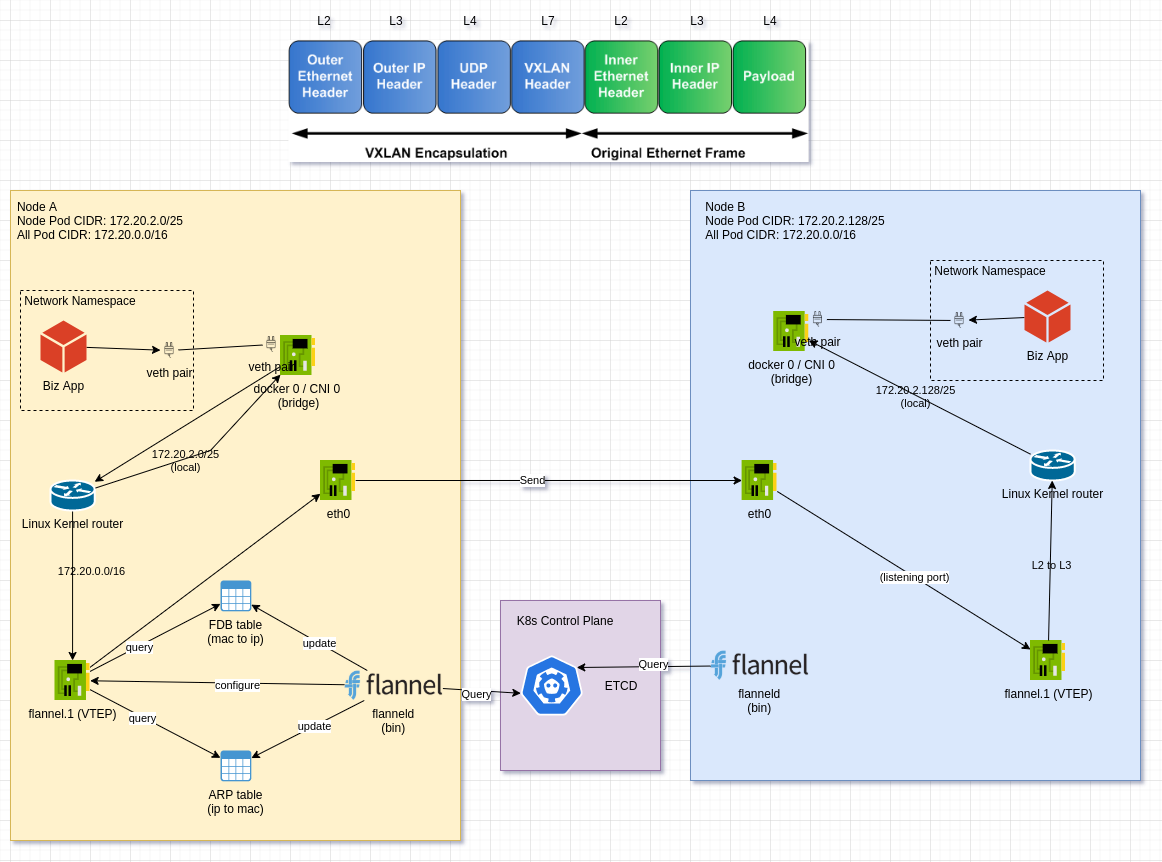 L2 L3 L4 L7 L2 L3 L4
Outer
Ethernet
Header
Outer IP
Header
UDP
Header
VXLAN
Header
Inner
Ethernet
Header
Inner IP
Header
Payload
VXLAN Encapsulation
Original Ethernet Frame
Node A
Node Pod CIDR: 172.20.2.0/25
All Pod CIDR: 172.20.0.0/16
Network Namespace
Biz App
veth pair
veth pair
docker 0 / CNI 0
(bridge)
172.20.2.0/25
(local)
Linux Kernel router
eth0
172.20.0.0/16
FDB table
(mac to ip)
query
update
flannel.1 (VTEP)
configure
flannel
flanneld
(bin)
query
update
ARP table
(ip to mac)
Send
Query
K8s Control Plane
ETCD
Query
Node B
Node Pod CIDR: 172.20.2.128/25
All Pod CIDR: 172.20.0.0/16
Network Namespace
Biz App
veth pair
veth pair
docker 0 / CNI 0
(bridge)
172.20.2.128/25
(local)
Linux Kernel router
eth0
(listening port)
L2 to L3
flannel
flanneld
(bin)
flannel.1 (VTEP)